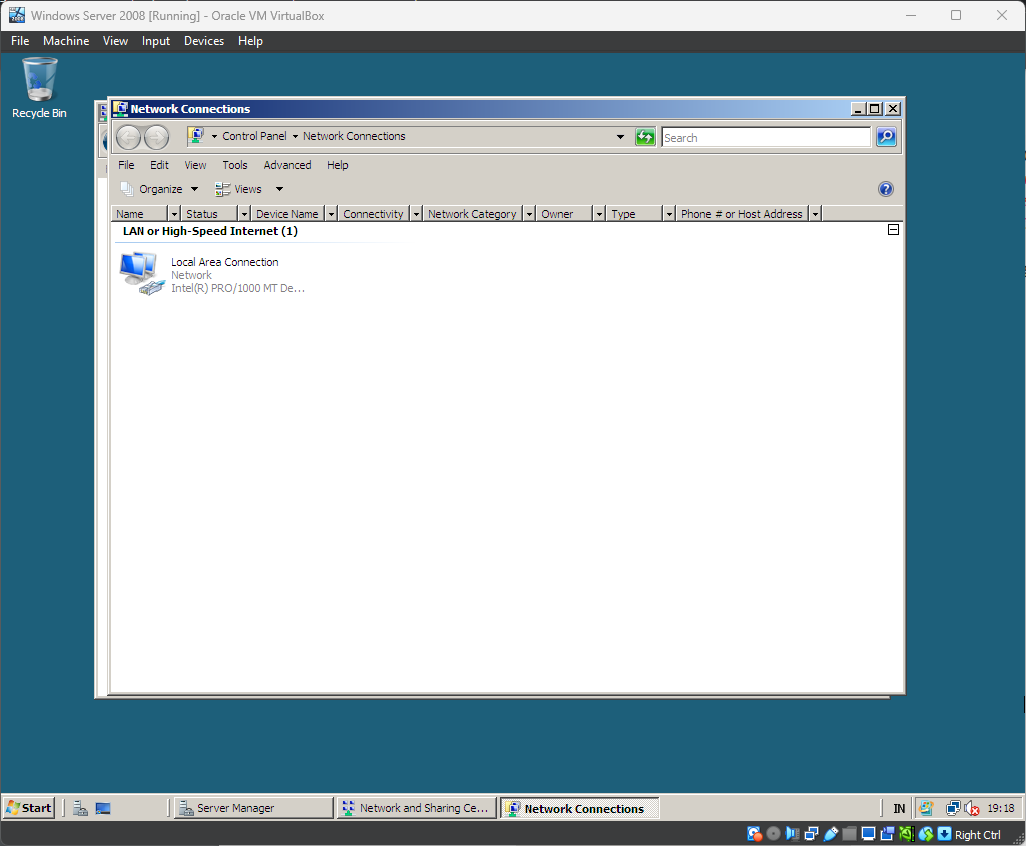 Windows Server 2008 [Running] - Oracle VM VirtualBox
File Machine View Input Devices Help
Recycle Bin
Network Connections
Control Panel Network Connections
Search
File Edit View Tools Advanced Help
Organize Views
Name Status Device Name Connectivity Network Category Owner Type Phone # or Host Address
LAN or High-Speed Internet (1)
Local Area Connection
Network
Intel(R) PRO/1000 MT De...
Start Server Manager Network and Sharing Ce... Network Connections IN 19:18
Right Ctrl